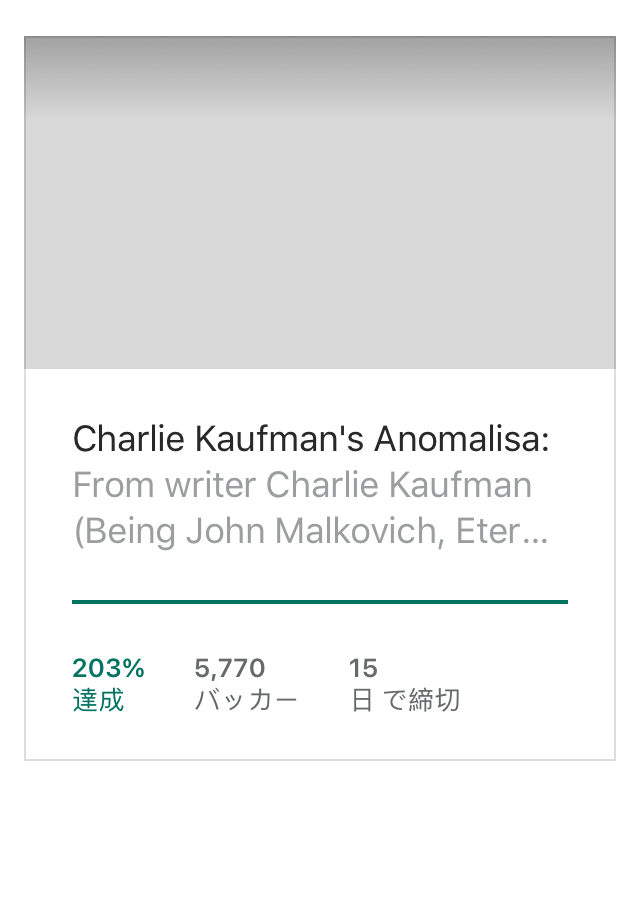 Charlie Kaufman's Anomalisa:
From writer Charlie Kaufman
(Being John Malkovich, Eter…
203% 5,770 15
達成 バッカー 日 で締切